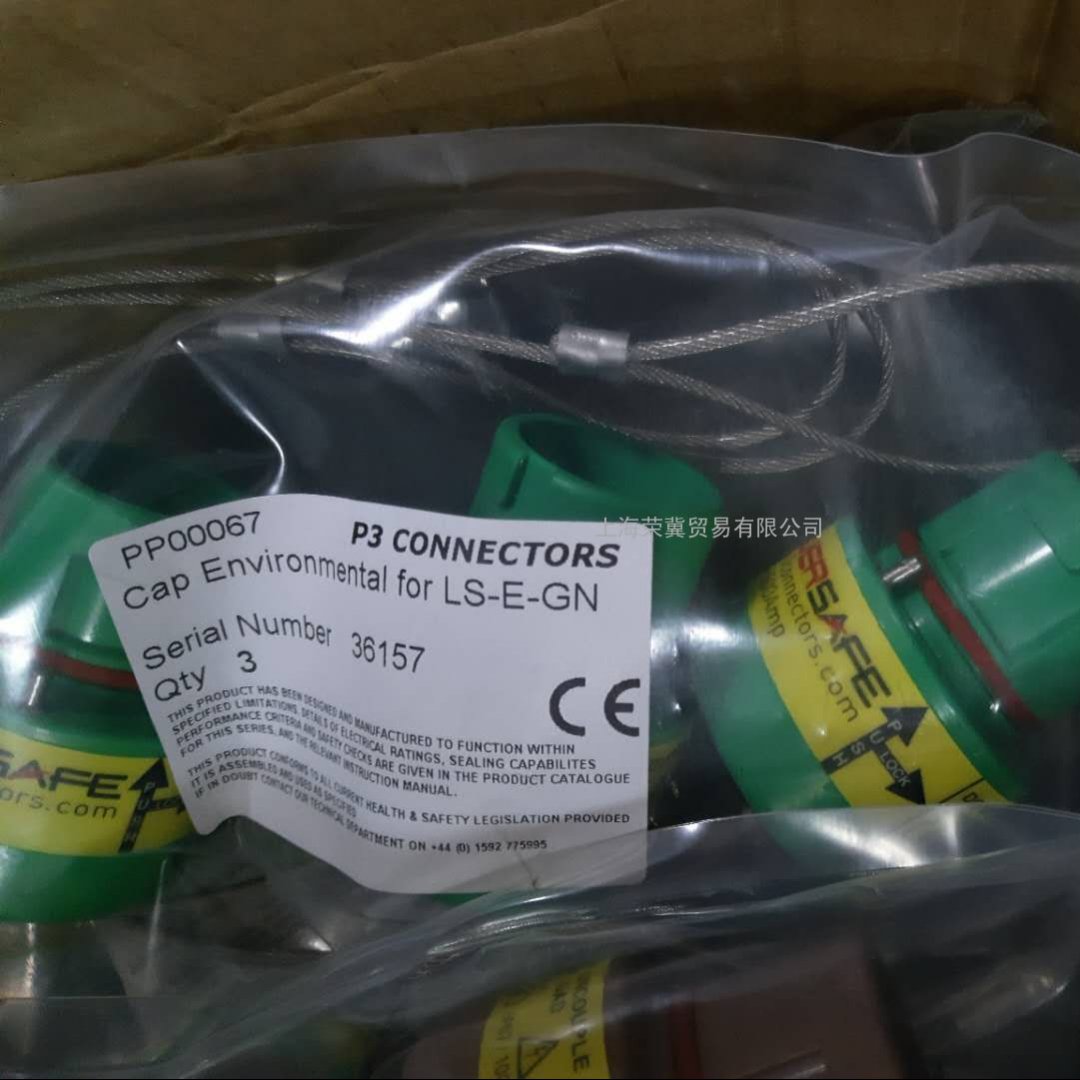 PP00067
P3 CONNECTORS
Cap Environmental for LS-E-GN
Serial Number 36157
Qty 3
THIS PRODUCT HAS BEEN DESIGNED AND MANUFACTURED TO FUNCTION WITHIN
SPECIFIED LIMITATIONS, DETAILS OF ELECTRICAL RATINGS, SEALING CAPABILITES
PERFORMANCE CRITERIA AND SAFETY CHECKS ARE GIVEN IN THE PRODUCT CATALOGUE
FOR THIS SERIES, AND THE RELEVANT INSTRUCTION MANUAL.
THIS PRODUCT CONFORMS TO ALL CURRENT HEALTH & SAFETY LEGISLATION PROVIDED
IT IS ASSEMBLED AND USED AS SPECIFIED
IF IN DOUBT CONTACT OUR TECHNICAL DEPARTMENT ON +44 (0) 1592 775995
CE
上海荣冀贸易有限公司
ERSAFE
connectors.com
Amp
PUSH
LOCK
SAFE
ors.com
PUSH
COUPLE